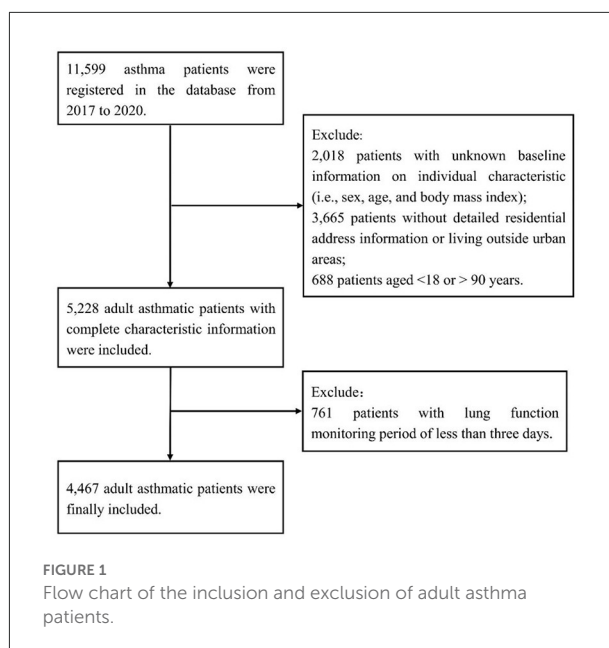 11,599 asthma patients were
registered in the database from
2017 to 2020.
Exclude:
2,018 patients with unknown baseline
information on individual characteristic
(i.e., sex, age, and body mass index);
3,665 patients without detailed residential
address information or living outside urban
areas;
688 patients aged <18 or > 90 years.
5,228 adult asthmatic patients with
complete characteristic information
were included.
Exclude：
761 patients with lung function
monitoring period of less than three days.
4,467 adult asthmatic patients were
finally included.
FIGURE 1
Flow chart of the inclusion and exclusion of adult asthma
patients.